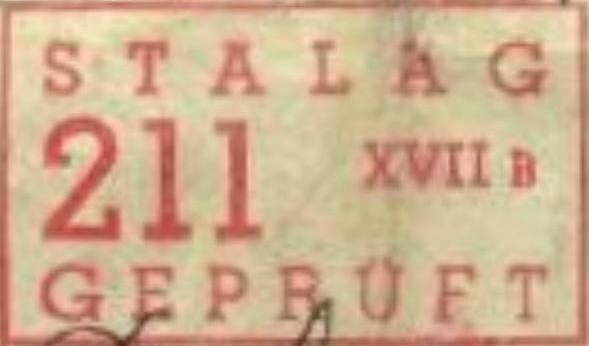 STALAG
211 XVII B
GEPRÜFT